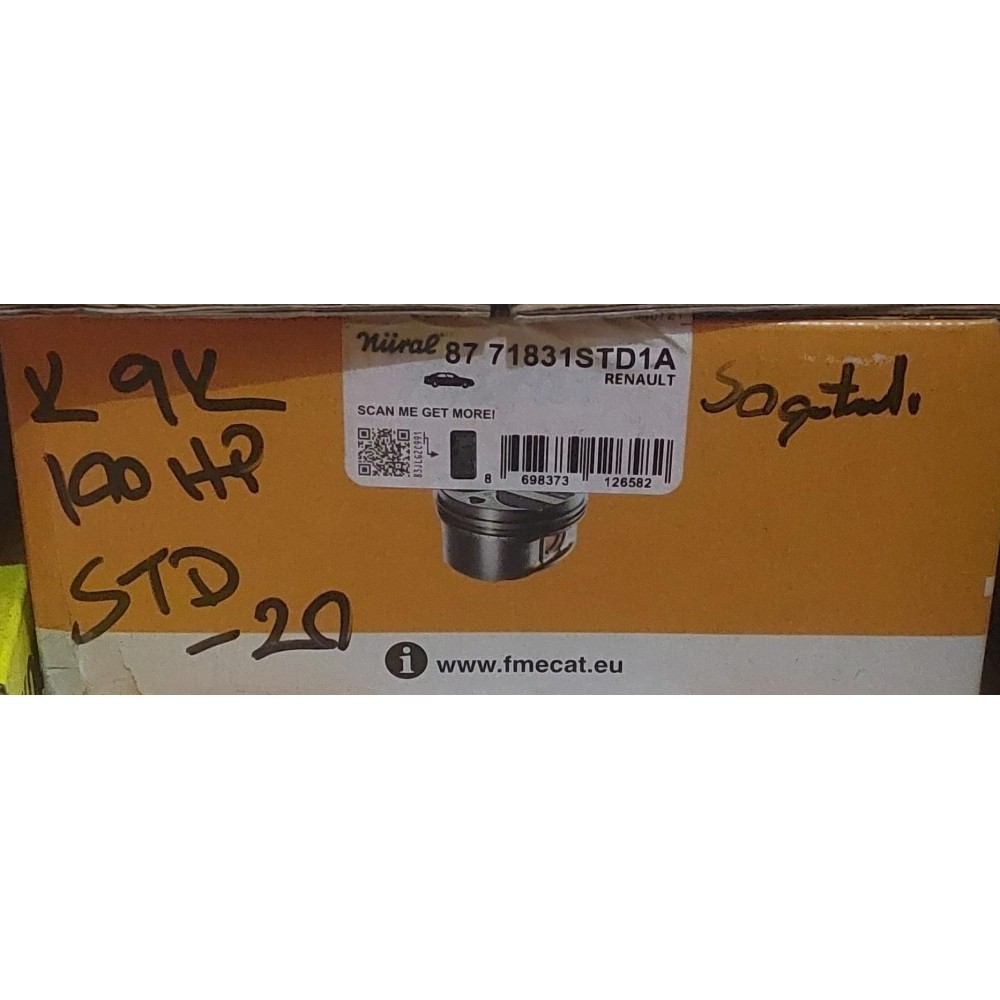 Nüral 87 71831STD1A
RENAULT
SCAN ME GET MORE!
8 698373 126582
K9K
100 HP
STD
-20
i www.fmecat.eu